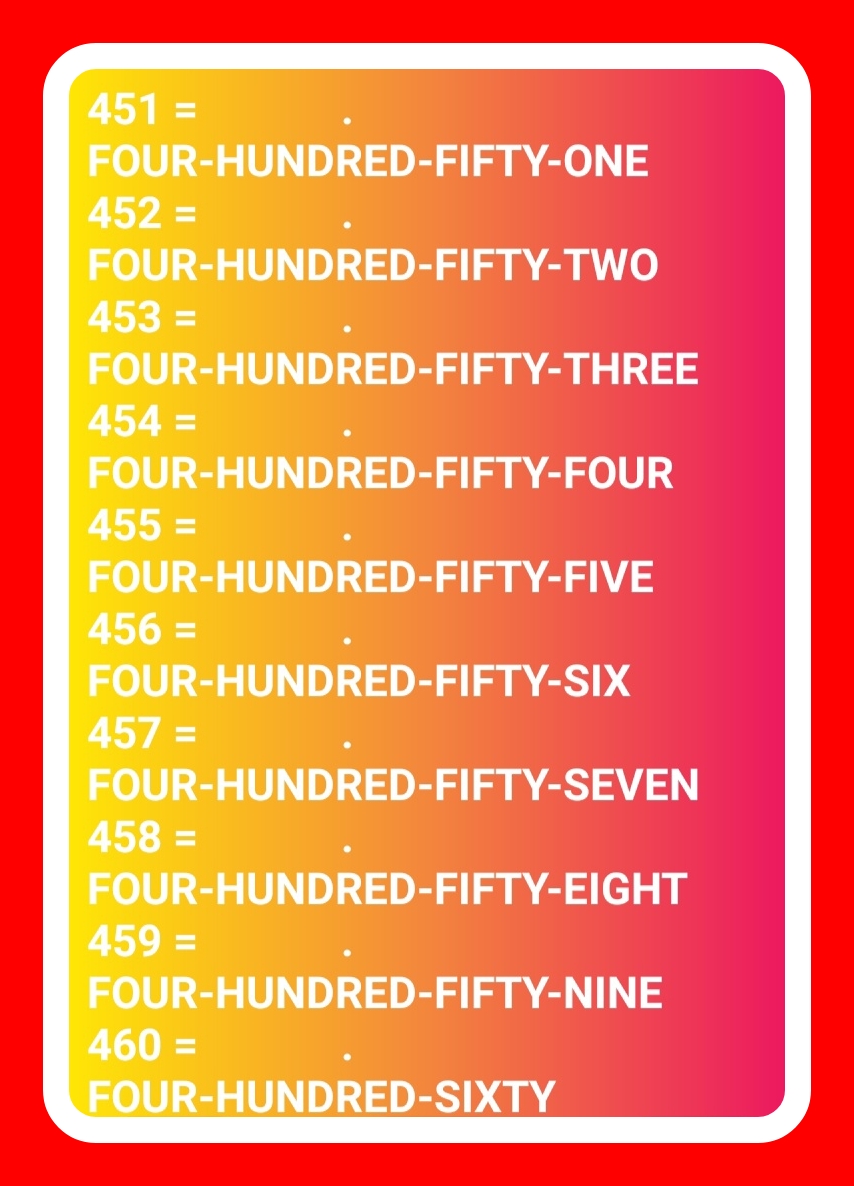 451 = .
FOUR-HUNDRED-FIFTY-ONE
452 = .
FOUR-HUNDRED-FIFTY-TWO
453 = .
FOUR-HUNDRED-FIFTY-THREE
454 = .
FOUR-HUNDRED-FIFTY-FOUR
455 = .
FOUR-HUNDRED-FIFTY-FIVE
456 = .
FOUR-HUNDRED-FIFTY-SIX
457 = .
FOUR-HUNDRED-FIFTY-SEVEN
458 = .
FOUR-HUNDRED-FIFTY-EIGHT
459 = .
FOUR-HUNDRED-FIFTY-NINE
460 = .
FOUR-HUNDRED-SIXTY